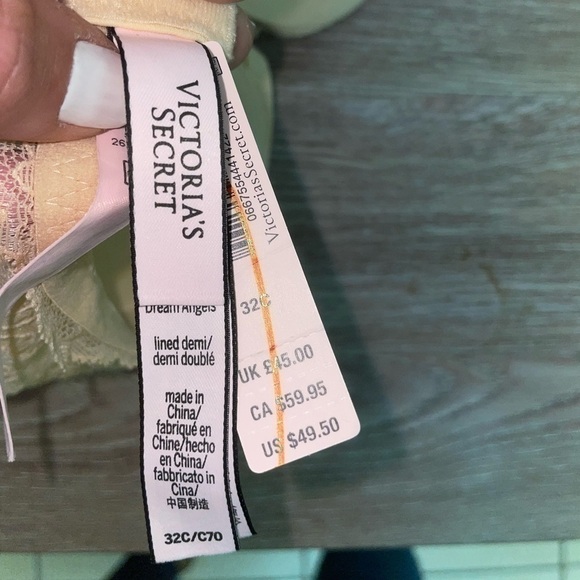 VICTORIA'S
SECRET
Dream Angels
lined demi/
demi doublé
made in
China/
fabriqué en
Chine/hecho
en China/
fabbricato in
Cina/
中国制造
32C/C70
VictoriasSecret.com
32C
UK £45.00
CA $59.95
US $49.50